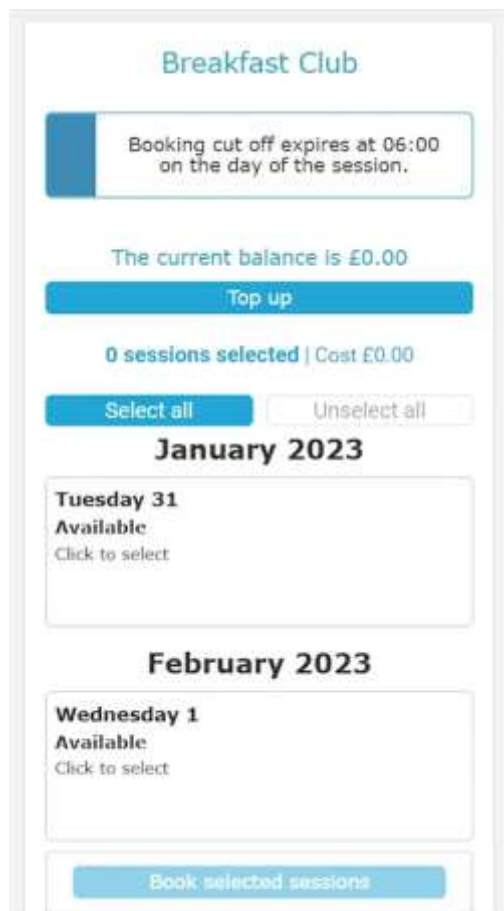 Breakfast Club
Booking cut off expires at 06:00
on the day of the session.
The current balance is £0.00
Top up
0 sessions selected | Cost £0.00
Select all
Unselect all
January 2023
Tuesday 31
Available
Click to select
February 2023
Wednesday 1
Available
Click to select
Book selected sessions